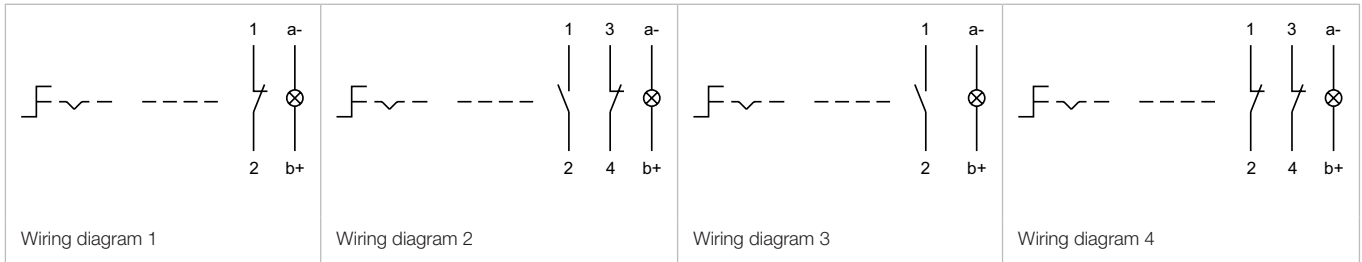 1 a-
2 b+
Wiring diagram 1
1 3 a-
2 4 b+
Wiring diagram 2
1 a-
2 b+
Wiring diagram 3
1 3 a-
2 4 b+
Wiring diagram 4